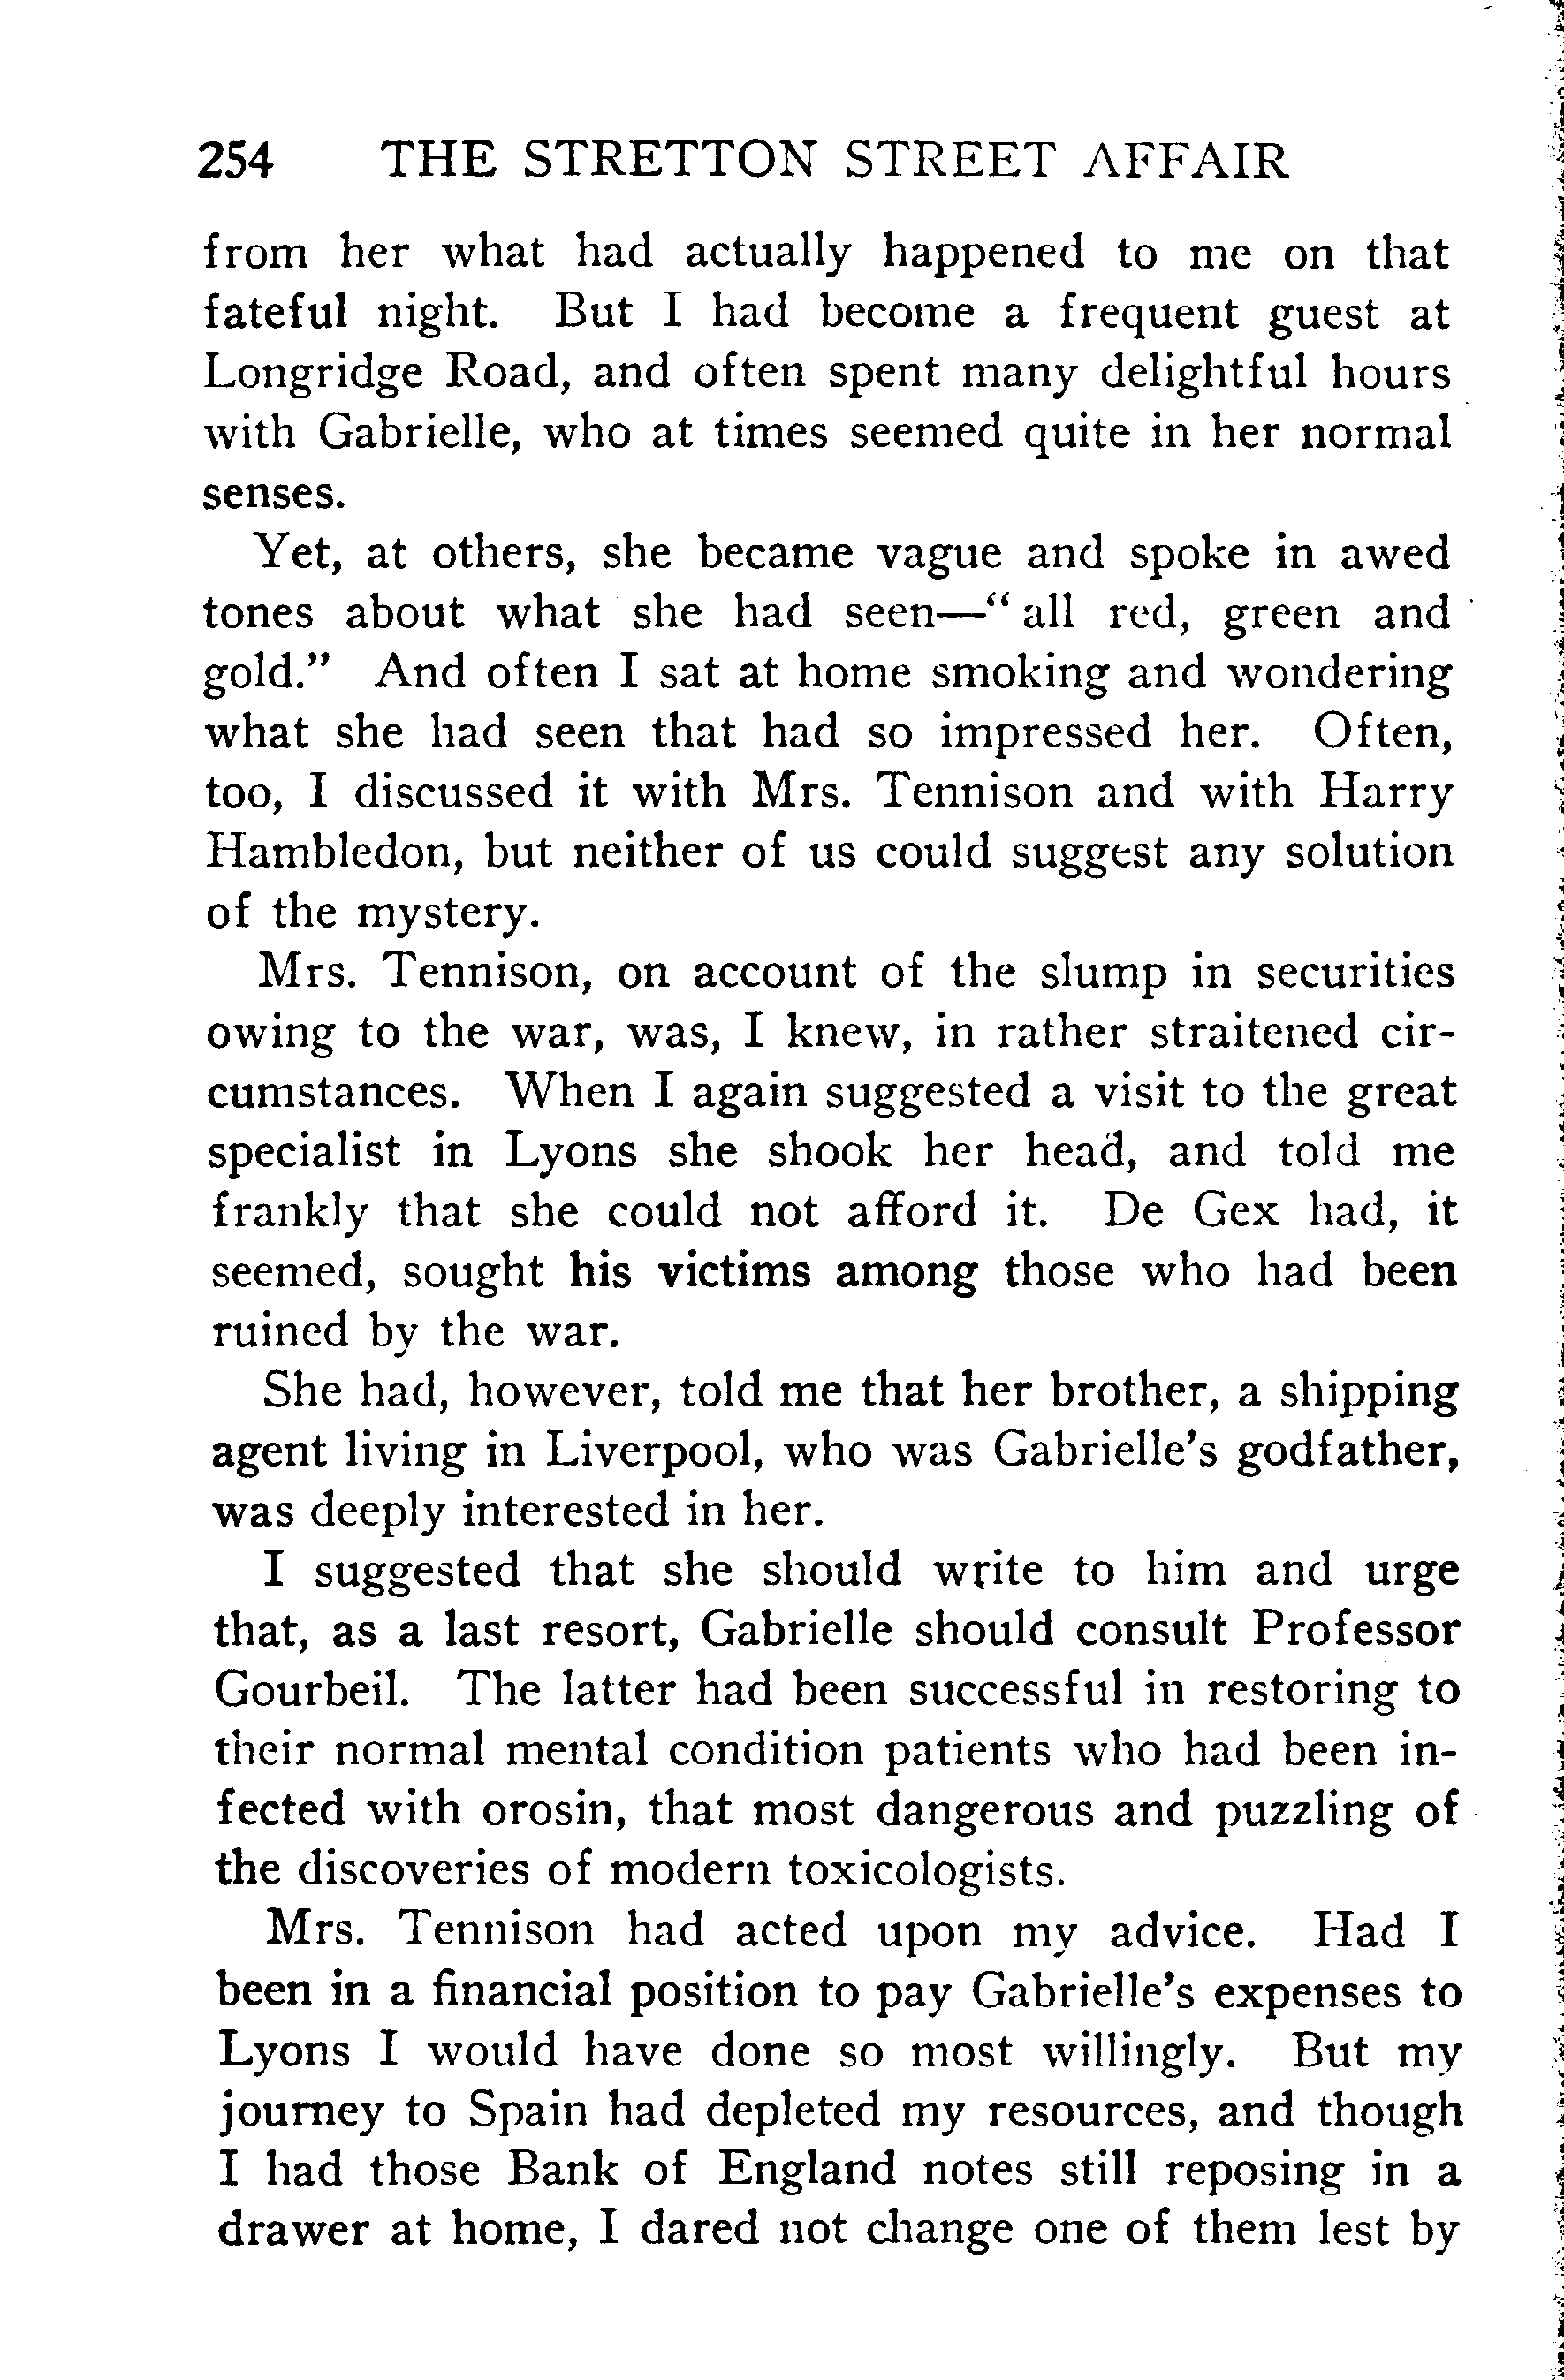 254 THE STRETTON STREET AFFAIR
from her what had actually happened to me on that
fateful night. But I had become a frequent guest at
Longridge Road, and often spent many delightful hours
with Gabrielle, who at times seemed quite in her normal
senses.
Yet, at others, she became vague and spoke in awed
tones about what she had seen—“all red, green and
gold.” And often I sat at home smoking and wondering
what she had seen that had so impressed her. Often,
too, I discussed it with Mrs. Tennison and with Harry
Hambledon, but neither of us could suggest any solution
of the mystery.
Mrs. Tennison, on account of the slump in securities
owing to the war, was, I knew, in rather straitened cir-
cumstances. When I again suggested a visit to the great
specialist in Lyons she shook her head, and told me
frankly that she could not afford it. De Gex had, it
seemed, sought his victims among those who had been
ruined by the war.
She had, however, told me that her brother, a shipping
agent living in Liverpool, who was Gabrielle's godfather,
was deeply interested in her.
I suggested that she should write to him and urge
that, as a last resort, Gabrielle should consult Professor
Gourbeil. The latter had been successful in restoring to
their normal mental condition patients who had been in-
fected with orosin, that most dangerous and puzzling of
the discoveries of modern toxicologists.
Mrs. Tennison had acted upon my advice. Had I
been in a financial position to pay Gabrielle's expenses to
Lyons I would have done so most willingly. But my
journey to Spain had depleted my resources, and though
I had those Bank of England notes still reposing in a
drawer at home, I dared not change one of them lest by